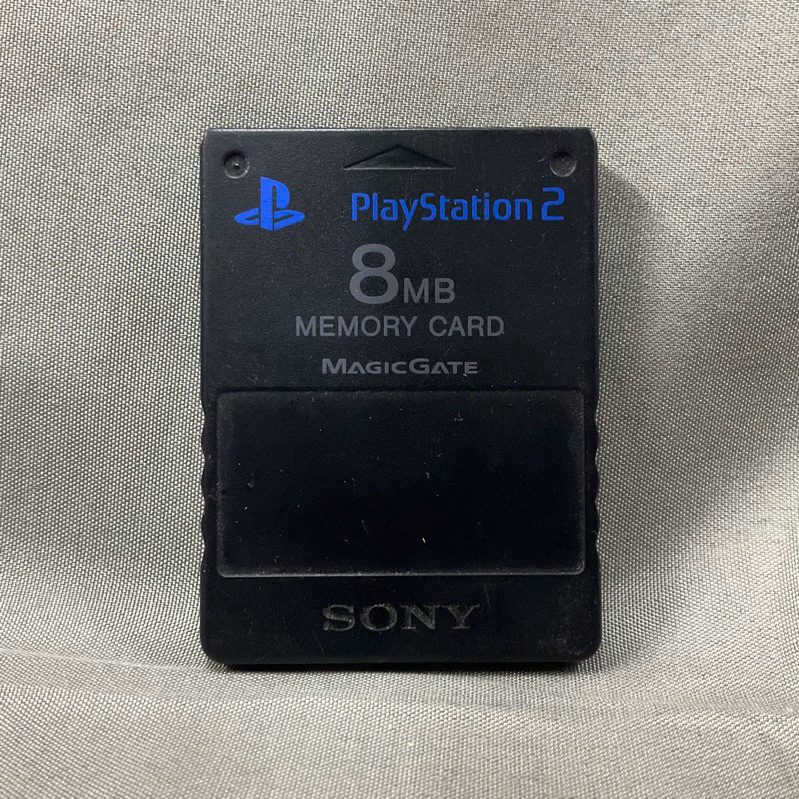 PlayStation 2
8MB
MEMORY CARD
MAGICGATE
SONY